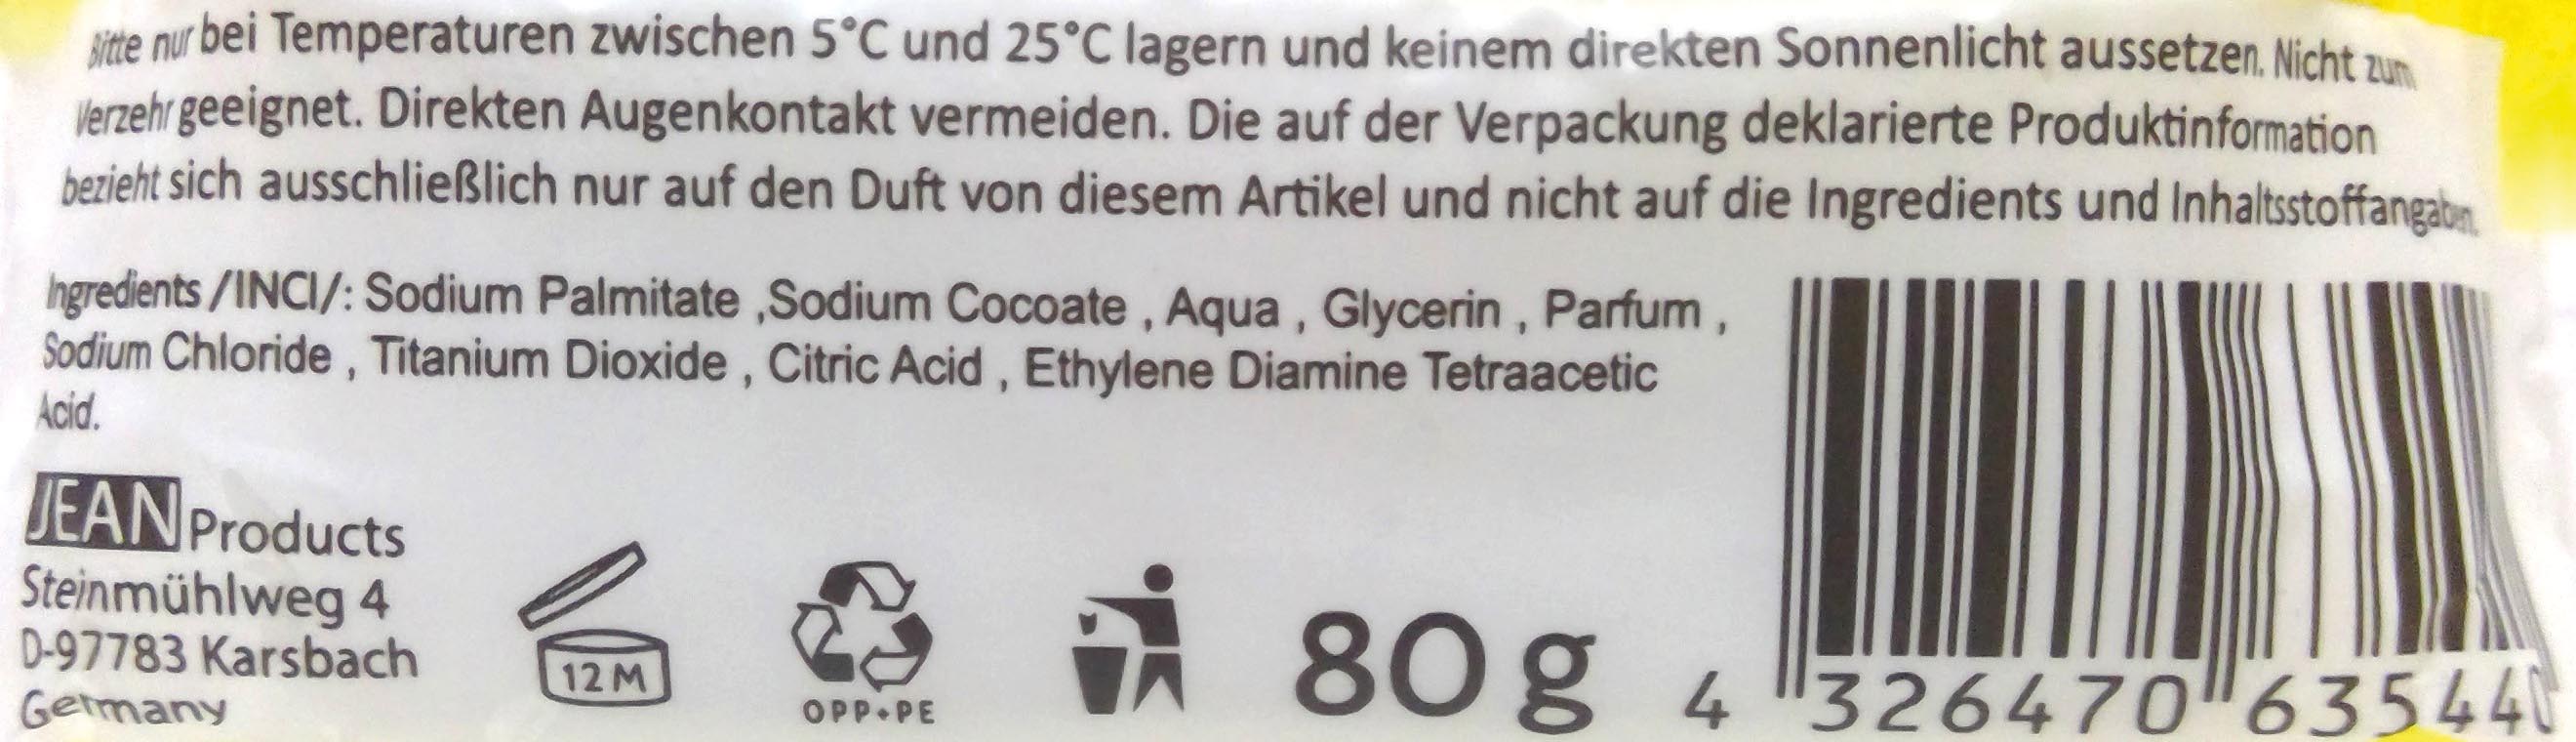 Bitte nur bei Temperaturen zwischen 5°C und 25°C lagern und keinem direkten Sonnenlicht aussetzen. Nicht zum
Verzehr geeignet. Direkten Augenkontakt vermeiden. Die auf der Verpackung deklarierte Produktinformation
bezieht sich ausschließlich nur auf den Duft von diesem Artikel und nicht auf die Ingredients und Inhaltsstoffangaben.
Ingredients /INCI/: Sodium Palmitate ,Sodium Cocoate , Aqua , Glycerin , Parfum ,
Sodium Chloride , Titanium Dioxide , Citric Acid , Ethylene Diamine Tetraacetic
Acid.
JEAN Products
Steinmühlweg 4
D-97783 Karsbach
Germany
12 M
OPP+PE
80 g
4 326470 635440